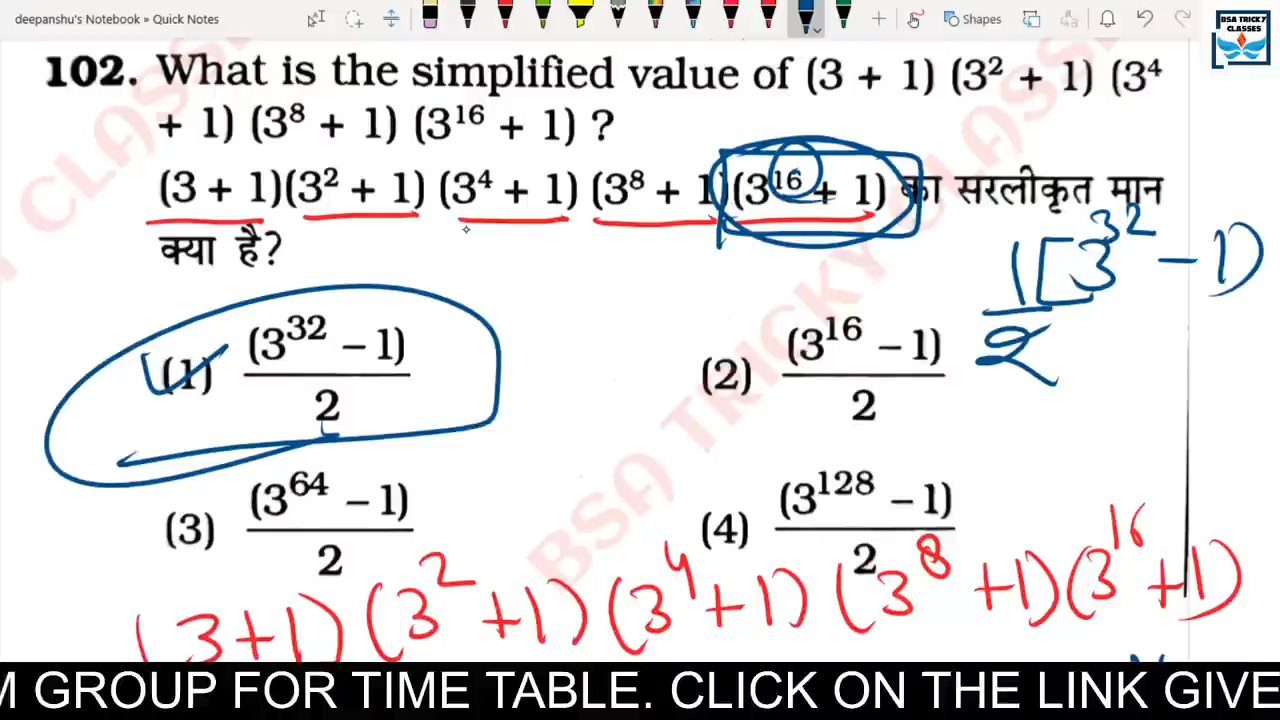 deepanshu's Notebook » Quick Notes
Shapes
BSA TRICKY
CLASSES
102. What is the simplified value of (3 + 1) (3² + 1) (3⁴
+ 1) (3⁸ + 1) (3¹⁶ + 1) ?
(3 + 1)(3² + 1) (3⁴ + 1) (3⁸ + 1)(3¹⁶ + 1) का सरलीकृत मान
क्या है?
1/2 [3³² − 1)
(1) (3³² − 1)/2
(2) (3¹⁶ − 1)/2
(3) (3⁶⁴ − 1)/2
(4) (3¹²⁸ − 1)/2
(3+1) (3²+1) (3⁴+1) (3⁸+1) (3¹⁶+1)
BSA TRICKY CLASS
M GROUP FOR TIME TABLE. CLICK ON THE LINK GIVE